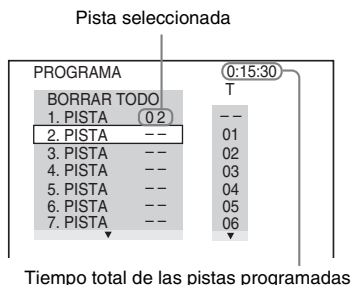 Pista seleccionada
PROGRAMA 0:15:30
T
BORRAR TODO
1. PISTA 02 – –
2. PISTA – – 01
3. PISTA – – 02
4. PISTA – – 03
5. PISTA – – 04
6. PISTA – – 05
7. PISTA – – 06
Tiempo total de las pistas programadas